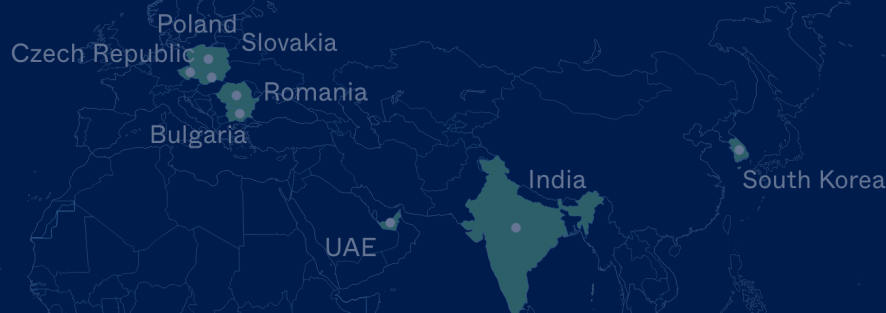 Poland
Slovakia
Czech Republic
Romania
Bulgaria
India
South Korea
UAE